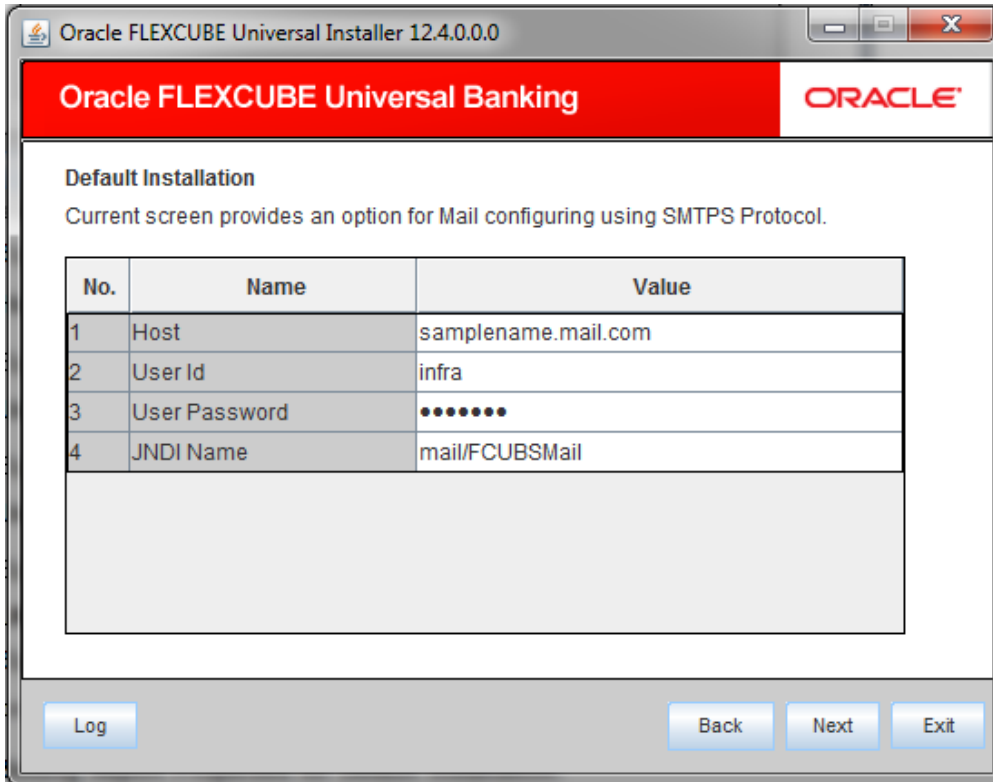 Oracle FLEXCUBE Universal Installer 12.4.0.0.0
Oracle FLEXCUBE Universal Banking ORACLE
Default Installation
Current screen provides an option for Mail configuring using SMTPS Protocol.
No. Name Value
1 Host samplename.mail.com
2 User Id infra
3 User Password •••••••
4 JNDI Name mail/FCUBSMail
Log Back Next Exit